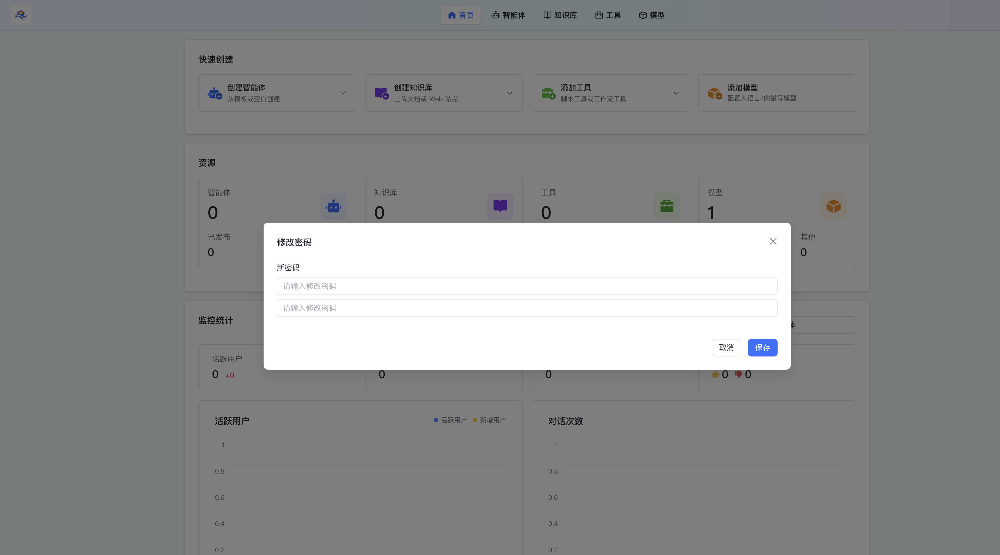 首页
智能体
知识库
工具
模型
快速创建
创建智能体
从模板或空白创建
创建知识库
上传文档或 Web 站点
添加工具
脚本工具或工作流工具
添加模型
配置大语言/向量等模型
资源
智能体
0
知识库
0
工具
0
模型
1
已发布
0
其他
0
修改密码
新密码
请输入修改密码
请输入修改密码
取消
保存
监控统计
体
活跃用户
0 +0
0
0
0 0
活跃用户
活跃用户 新增用户
1
0.8
0.6
0.4
0.2
对话次数
1
0.8
0.6
0.4
0.2